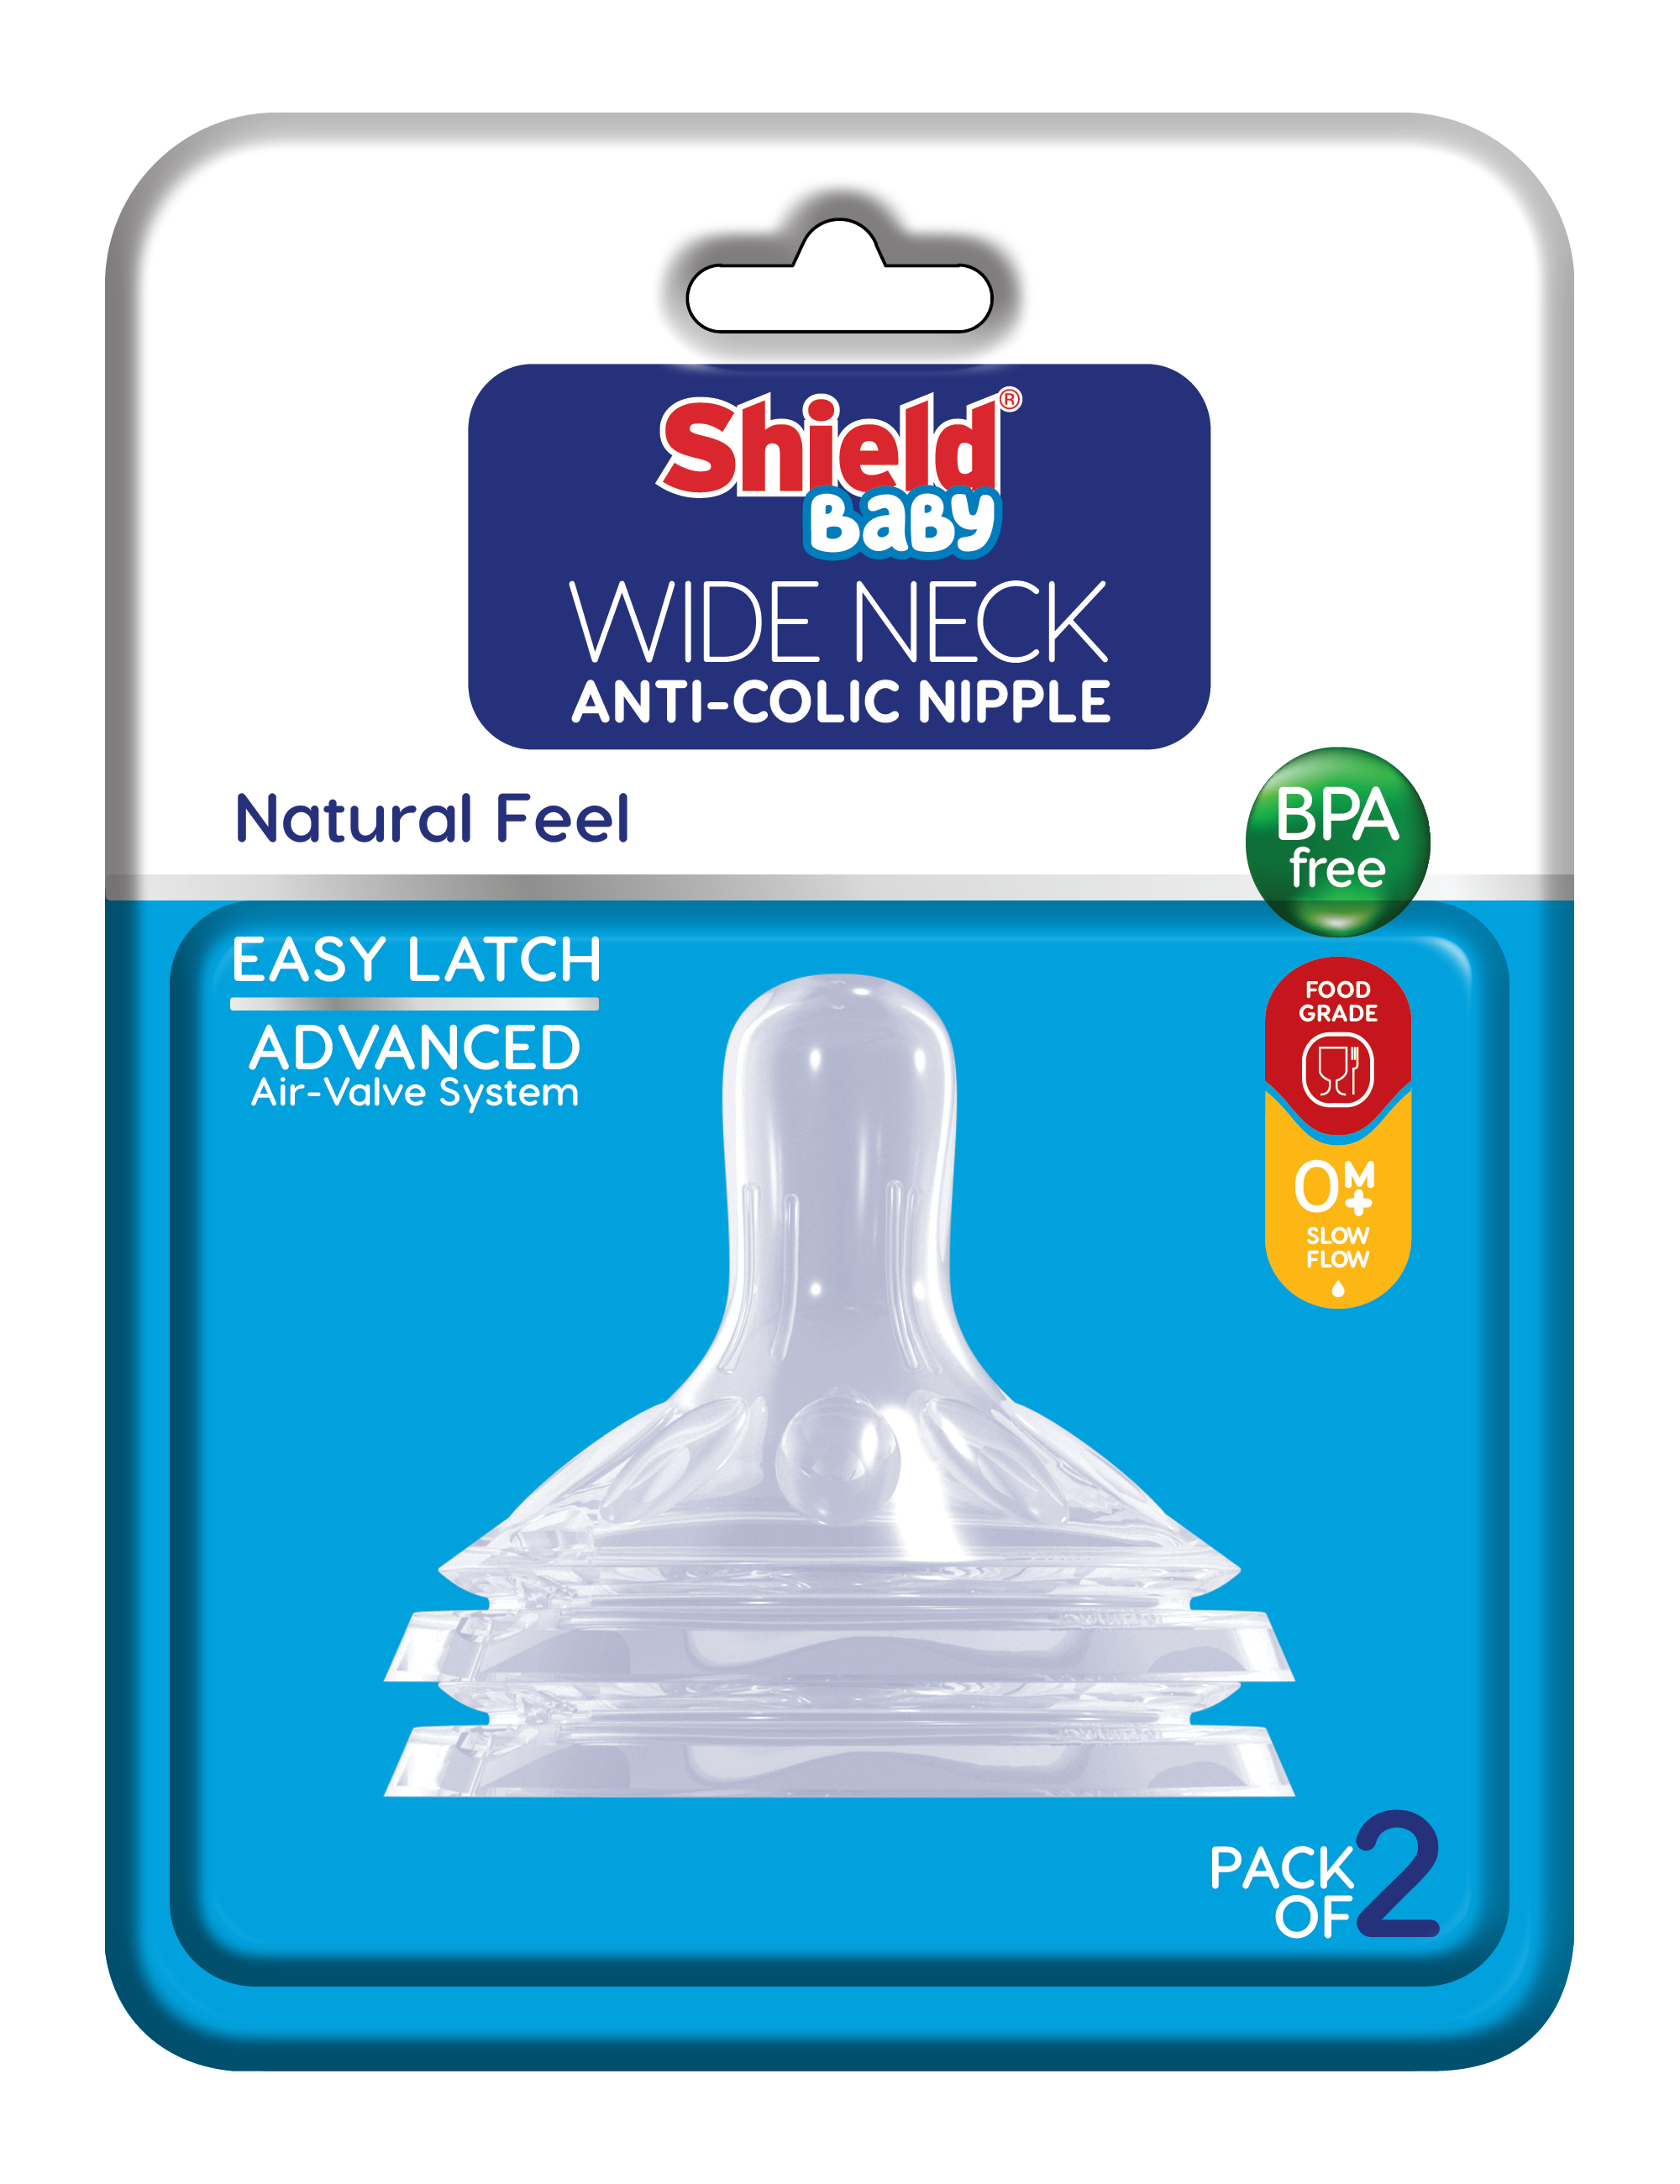 Shield®
BaBy
WIDE NECK
ANTI-COLIC NIPPLE
Natural Feel
BPA
free
EASY LATCH
ADVANCED
Air-Valve System
FOOD
GRADE
0M+
SLOW
FLOW
PACK
OF 2